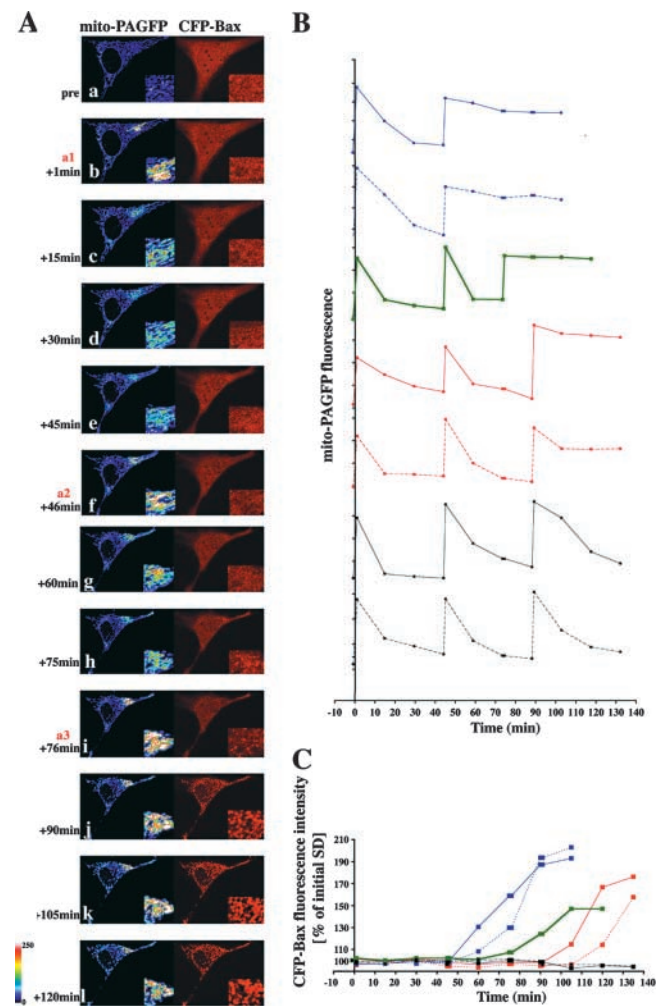 A
mito-PAGFP CFP-Bax
pre
a
a1
+1min
b
+15min
c
+30min
d
+45min
e
a2
+46min
f
+60min
g
+75min
h
a3
+76min
i
+90min
j
+105min
k
+120min
l
250
0
B
mito-PAGFP fluorescence
-10 0 10 20 30 40 50 60 70 80 90 100 110 120 130 140
Time (min)
C
CFP-Bax fluorescence intensity
[% of initial SD]
210
190
170
150
130
100
90
-10 0 10 20 30 40 50 60 70 80 90 100 110 120 130 140
Time (min)